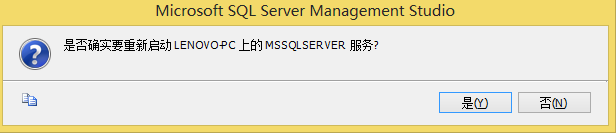 Microsoft SQL Server Management Studio
是否确实要重新启动 LENOVO-PC 上的 MSSQLSERVER 服务?
是(Y)
否(N)